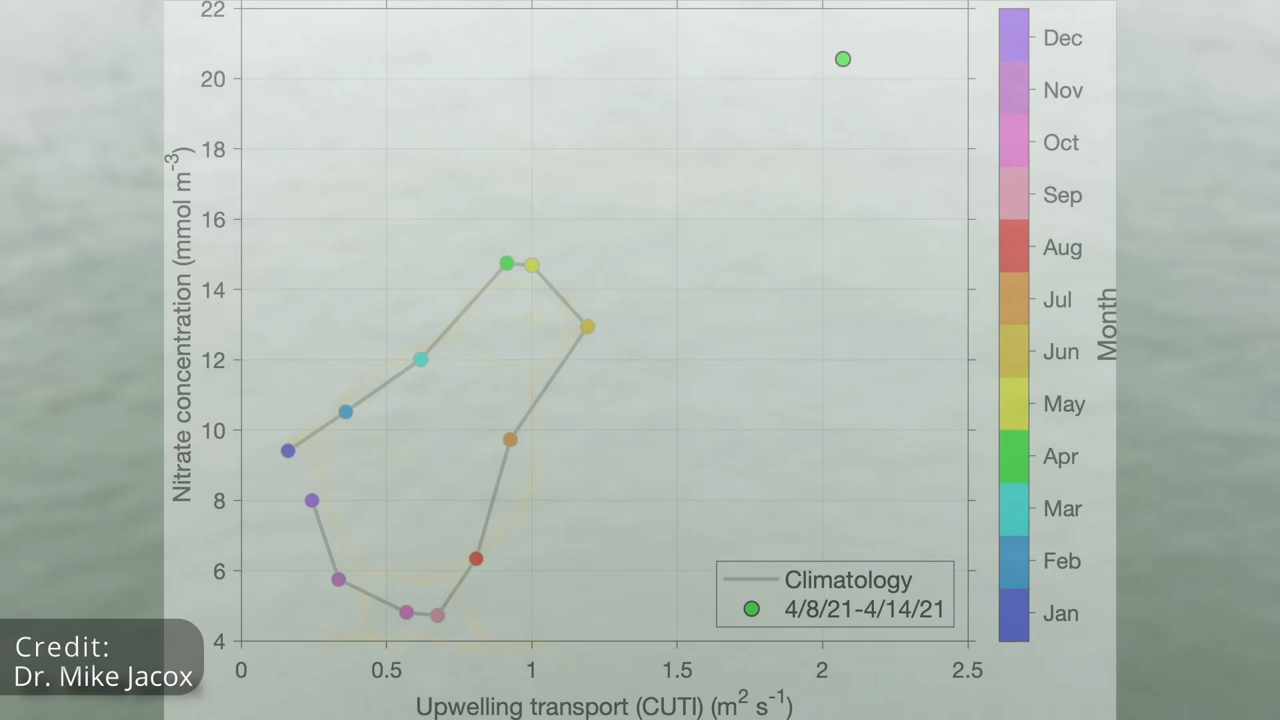 22
20
18
16
14
12
10
8
6
4
Nitrate concentration (mmol m⁻³)
0 0.5 1 1.5 2 2.5
Upwelling transport (CUTI) (m² s⁻¹)
Climatology
4/8/21-4/14/21
Dec
Nov
Oct
Sep
Aug
Jul
Jun
May
Apr
Mar
Feb
Jan
Month
Credit:
Dr. Mike Jacox